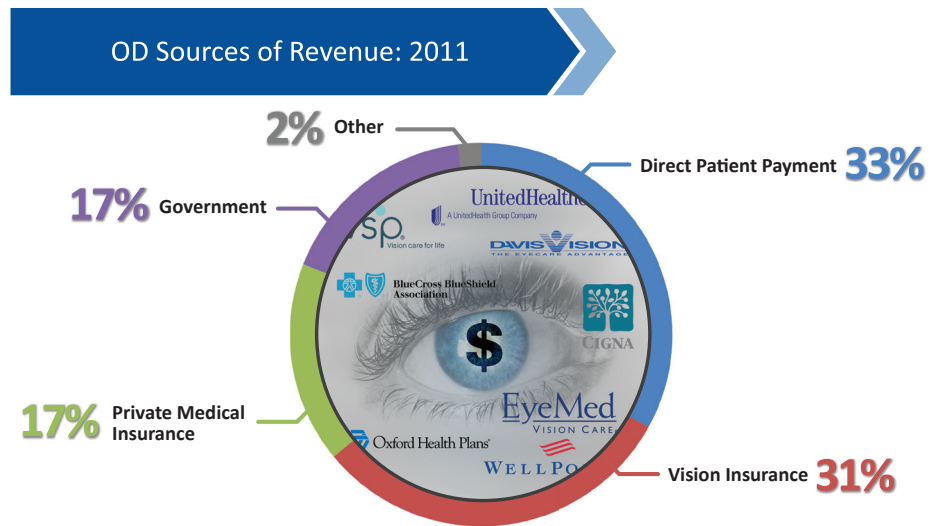 OD Sources of Revenue: 2011
2% Other
Direct Patient Payment 33%
17% Government
UnitedHealthc
A UnitedHealth Group Company
vsp.
Vision care for life
DAVIS VISION
THE EYECARE ADVANTAGE
BlueCross BlueShield
Association
$
CIGNA
EyeMed
VISION CARE
17% Private Medical
Insurance
Oxford Health Plans®
WELLPO
Vision Insurance 31%